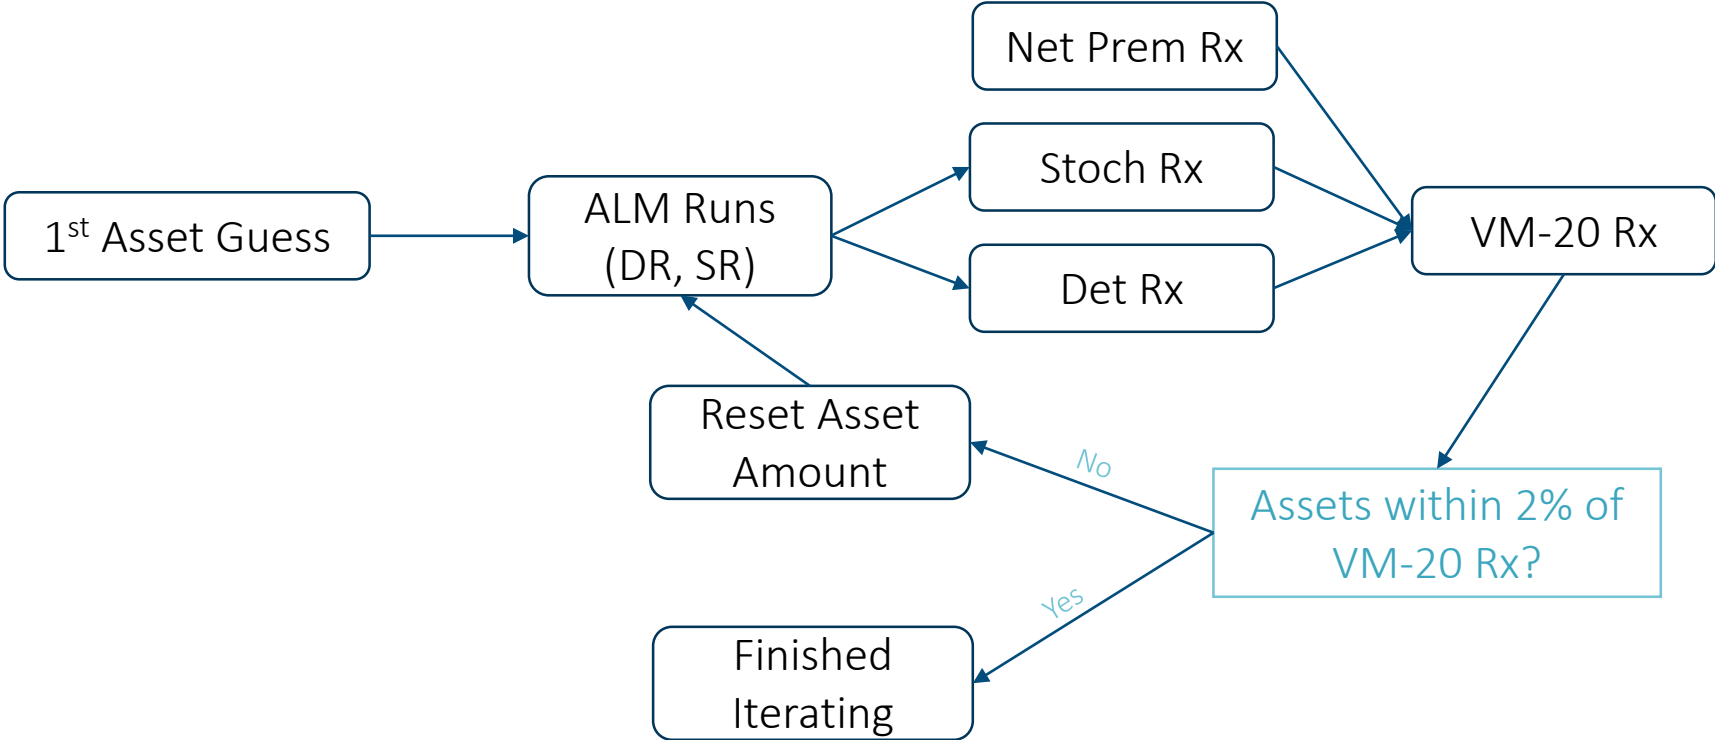 Net Prem Rx
Stoch Rx
1st Asset Guess
ALM Runs
(DR, SR)
VM-20 Rx
Det Rx
Reset Asset
Amount
No
Assets within 2% of
VM-20 Rx?
Yes
Finished
Iterating